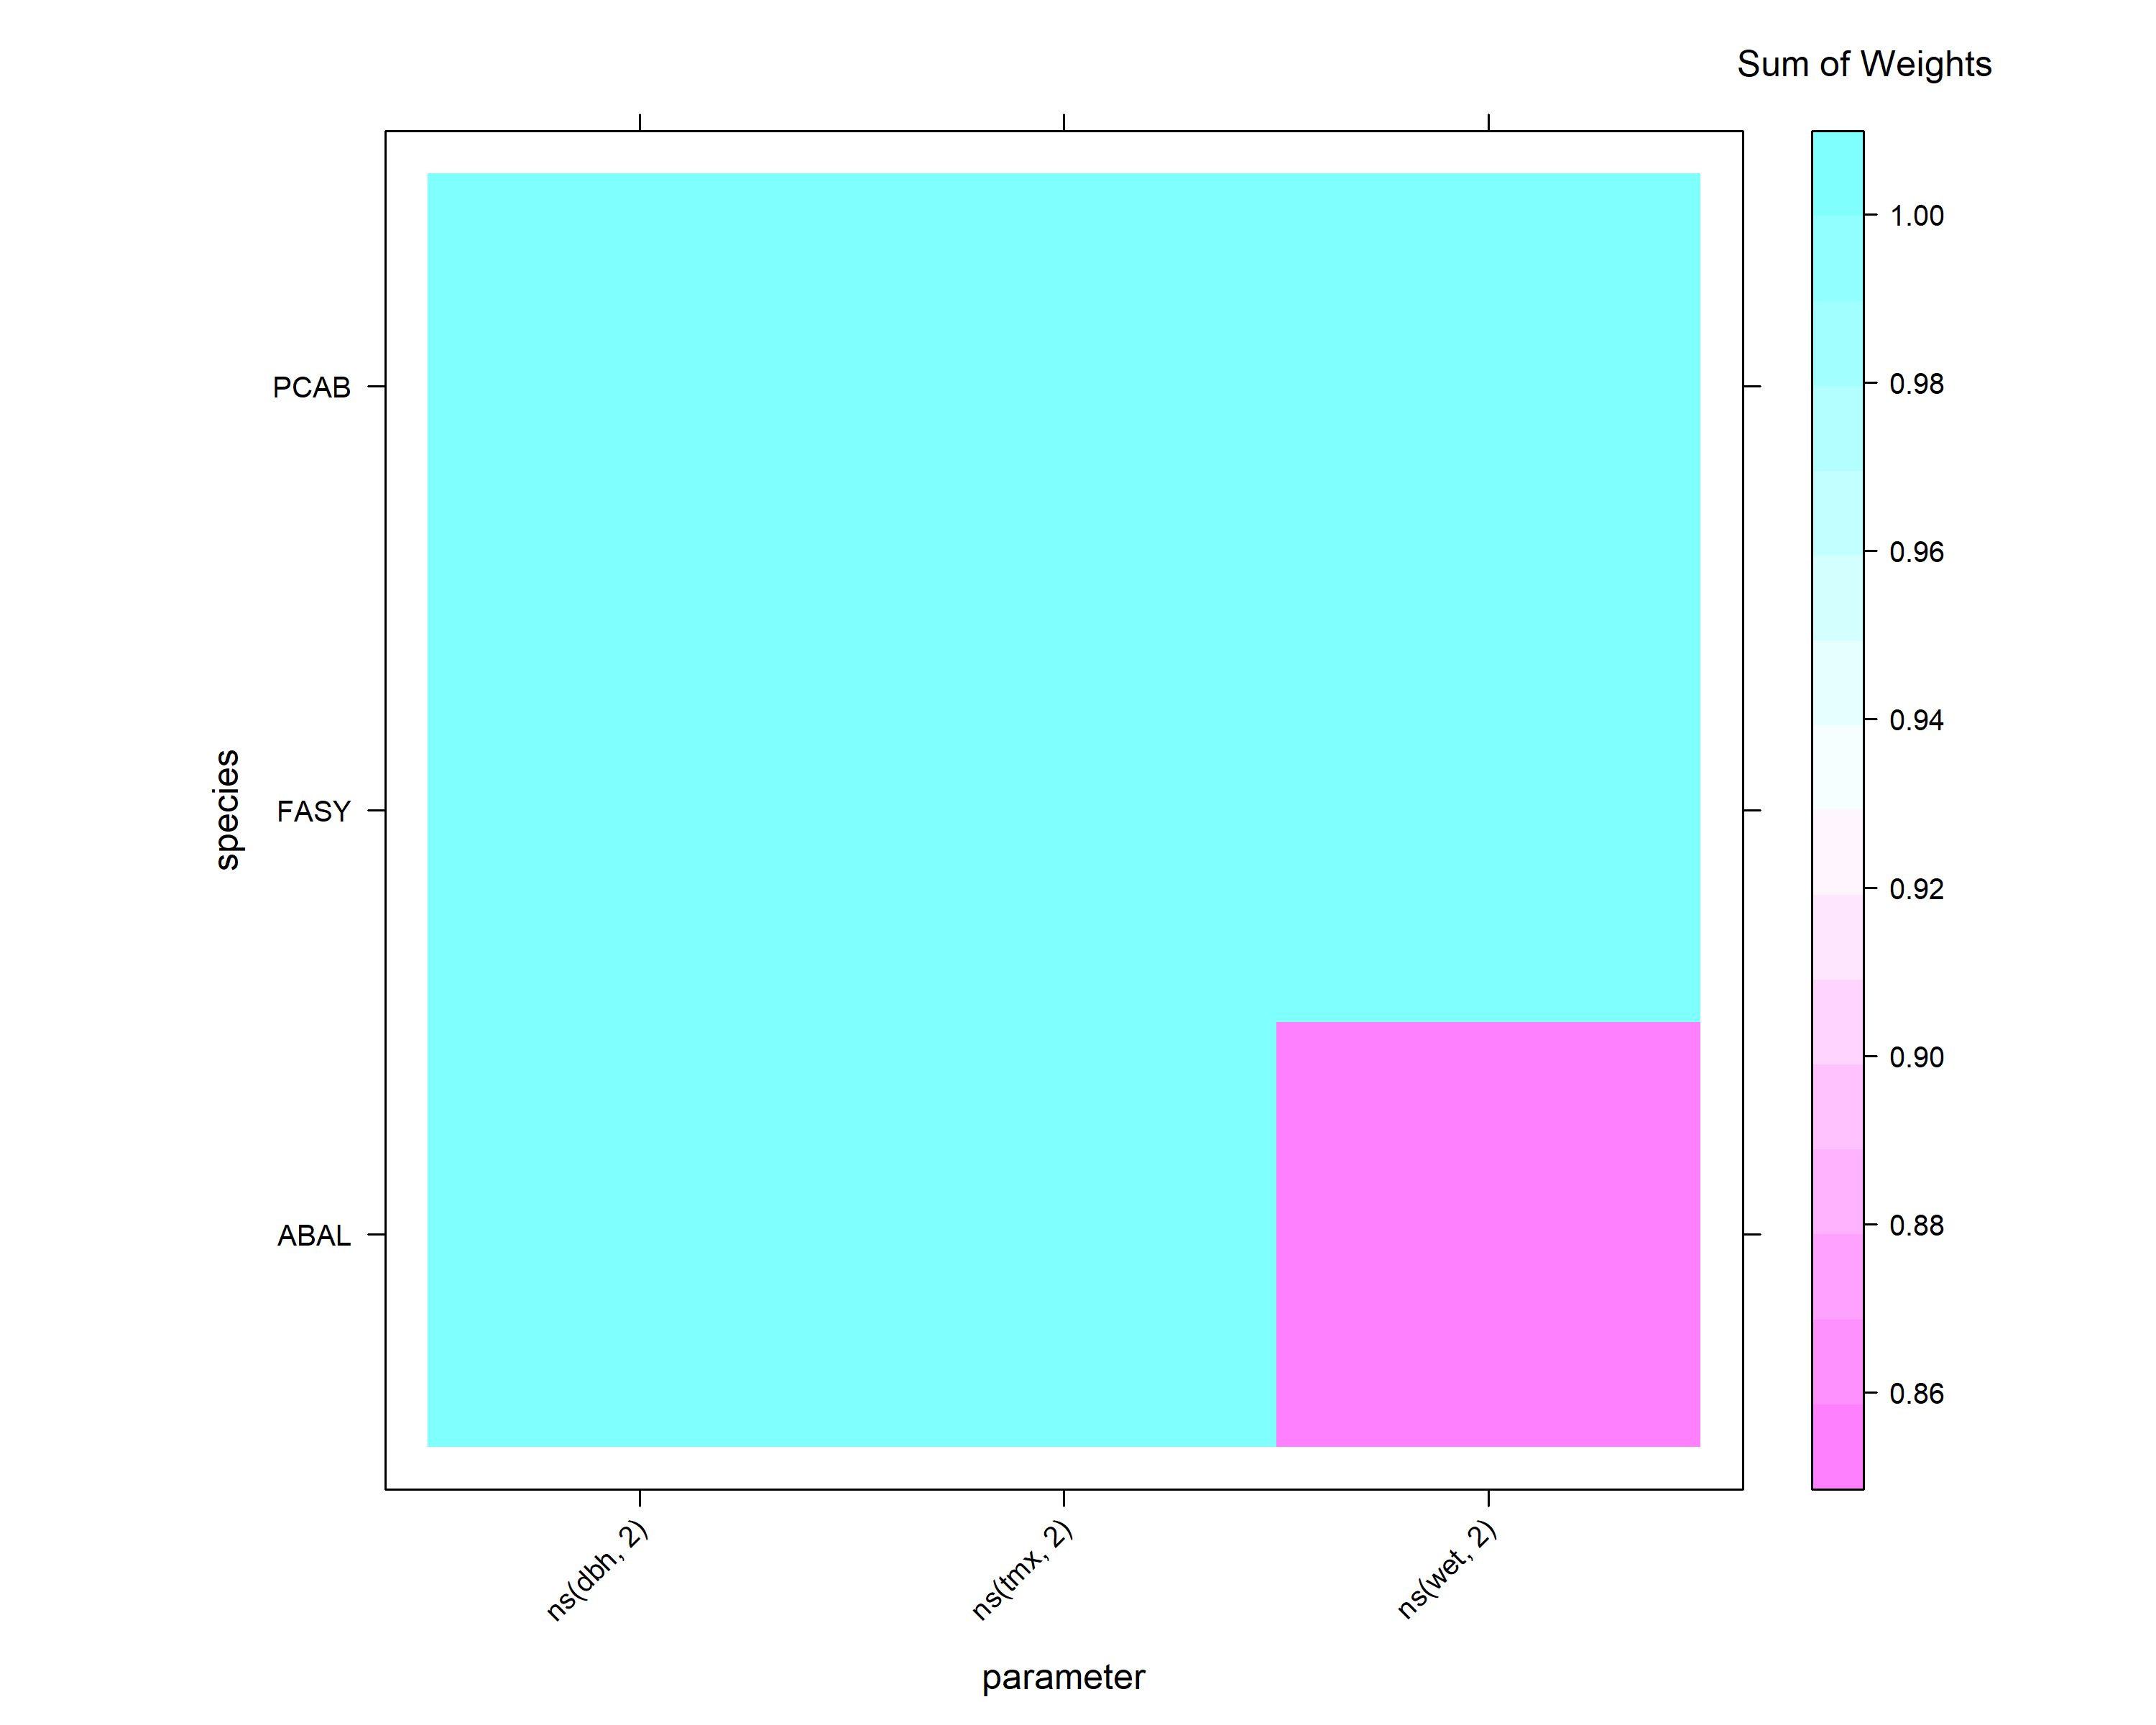 Sum of Weights
1.00
0.98
0.96
0.94
0.92
0.90
0.88
0.86
species
PCAB
FASY
ABAL
ns(dbh, 2)
ns(tmx, 2)
ns(wet, 2)
parameter